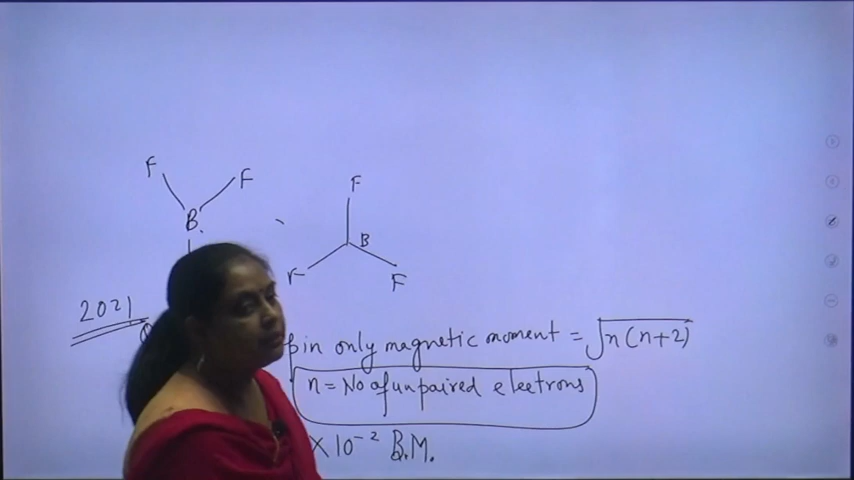 F F
B
F
B
F F
2021
pin only magnetic moment = √n(n+2)
n = No of unpaired electrons
× 10⁻² B.M.